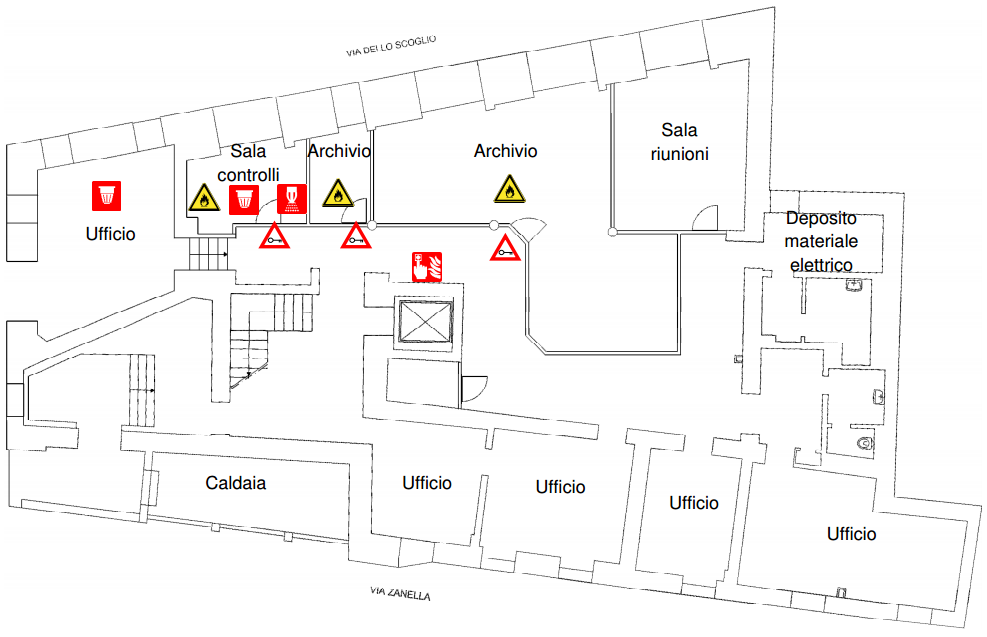 VIA DELLO SCOGLIO
Sala
controlli
Archivio
Archivio
Sala
riunioni
Ufficio
Deposito
materiale
elettrico
Caldaia
Ufficio
Ufficio
Ufficio
Ufficio
VIA ZANELLA